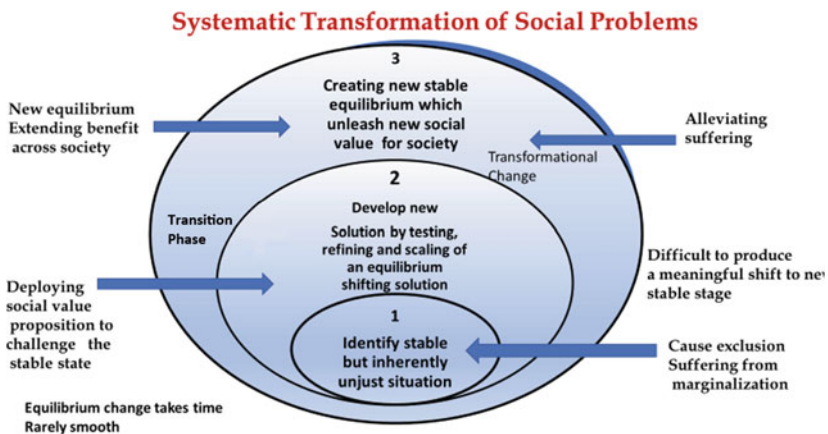 Systematic Transformation of Social Problems
3
Creating new stable
equilibrium which
unleash new social
value for society
New equilibrium
Extending benefit
across society
Alleviating
suffering
Transformational
Change
2
Develop new
Solution by testing,
refining and scaling of
an equilibrium
shifting solution
Transition
Phase
Difficult to produce
a meaningful shift to nev
stable stage
Deploying
social value
proposition to
challenge the
stable state
1
Identify stable
but inherently
unjust situation
Cause exclusion
Suffering from
marginalization
Equilibrium change takes time
Rarely smooth